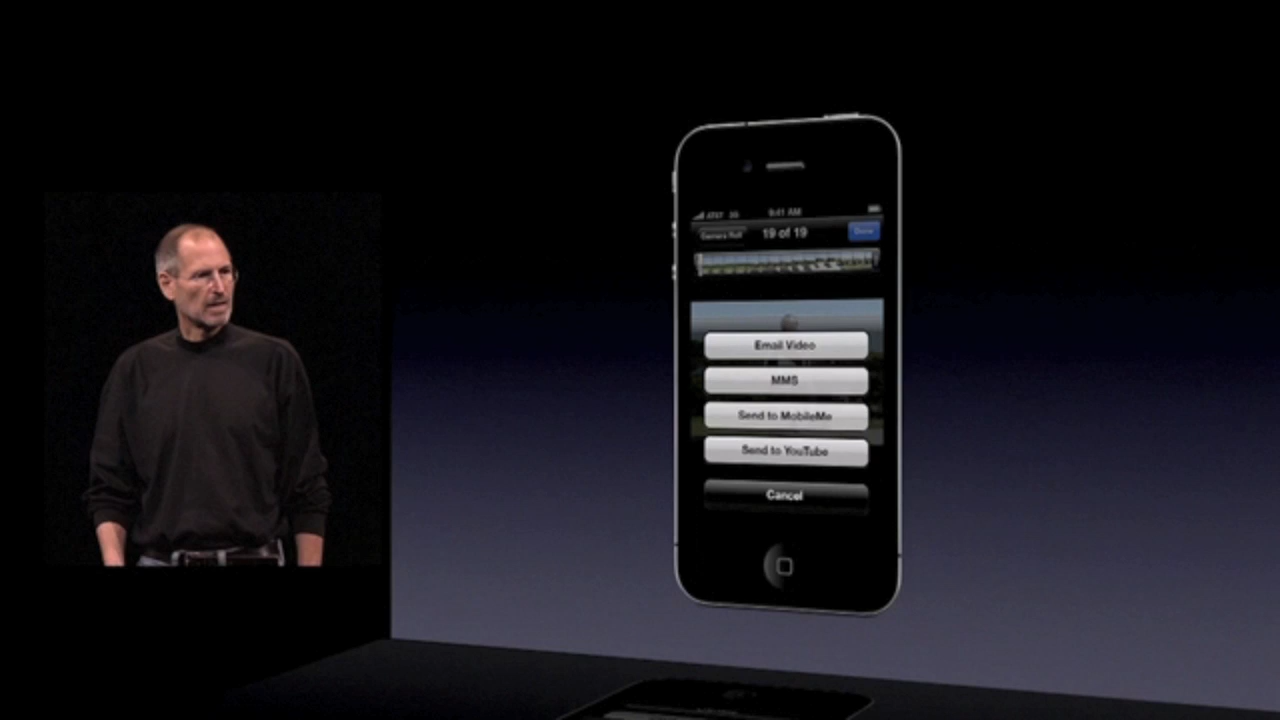 AT&T 3G 9:41 AM
Camera Roll 19 of 19 Done
Email Video
MMS
Send to MobileMe
Send to YouTube
Cancel